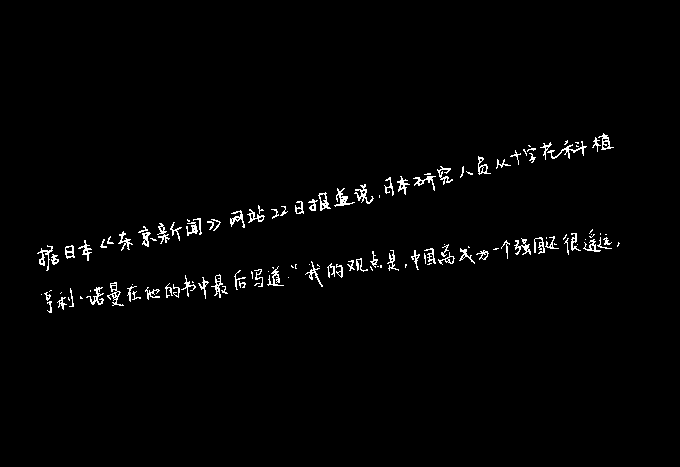 据日本《东京新闻》网站22日报道说,日本研究人员从十字花科植
亨利·诺曼在他的书中最后写道:“我的观点是,中国离成为一个强国还很遥远,